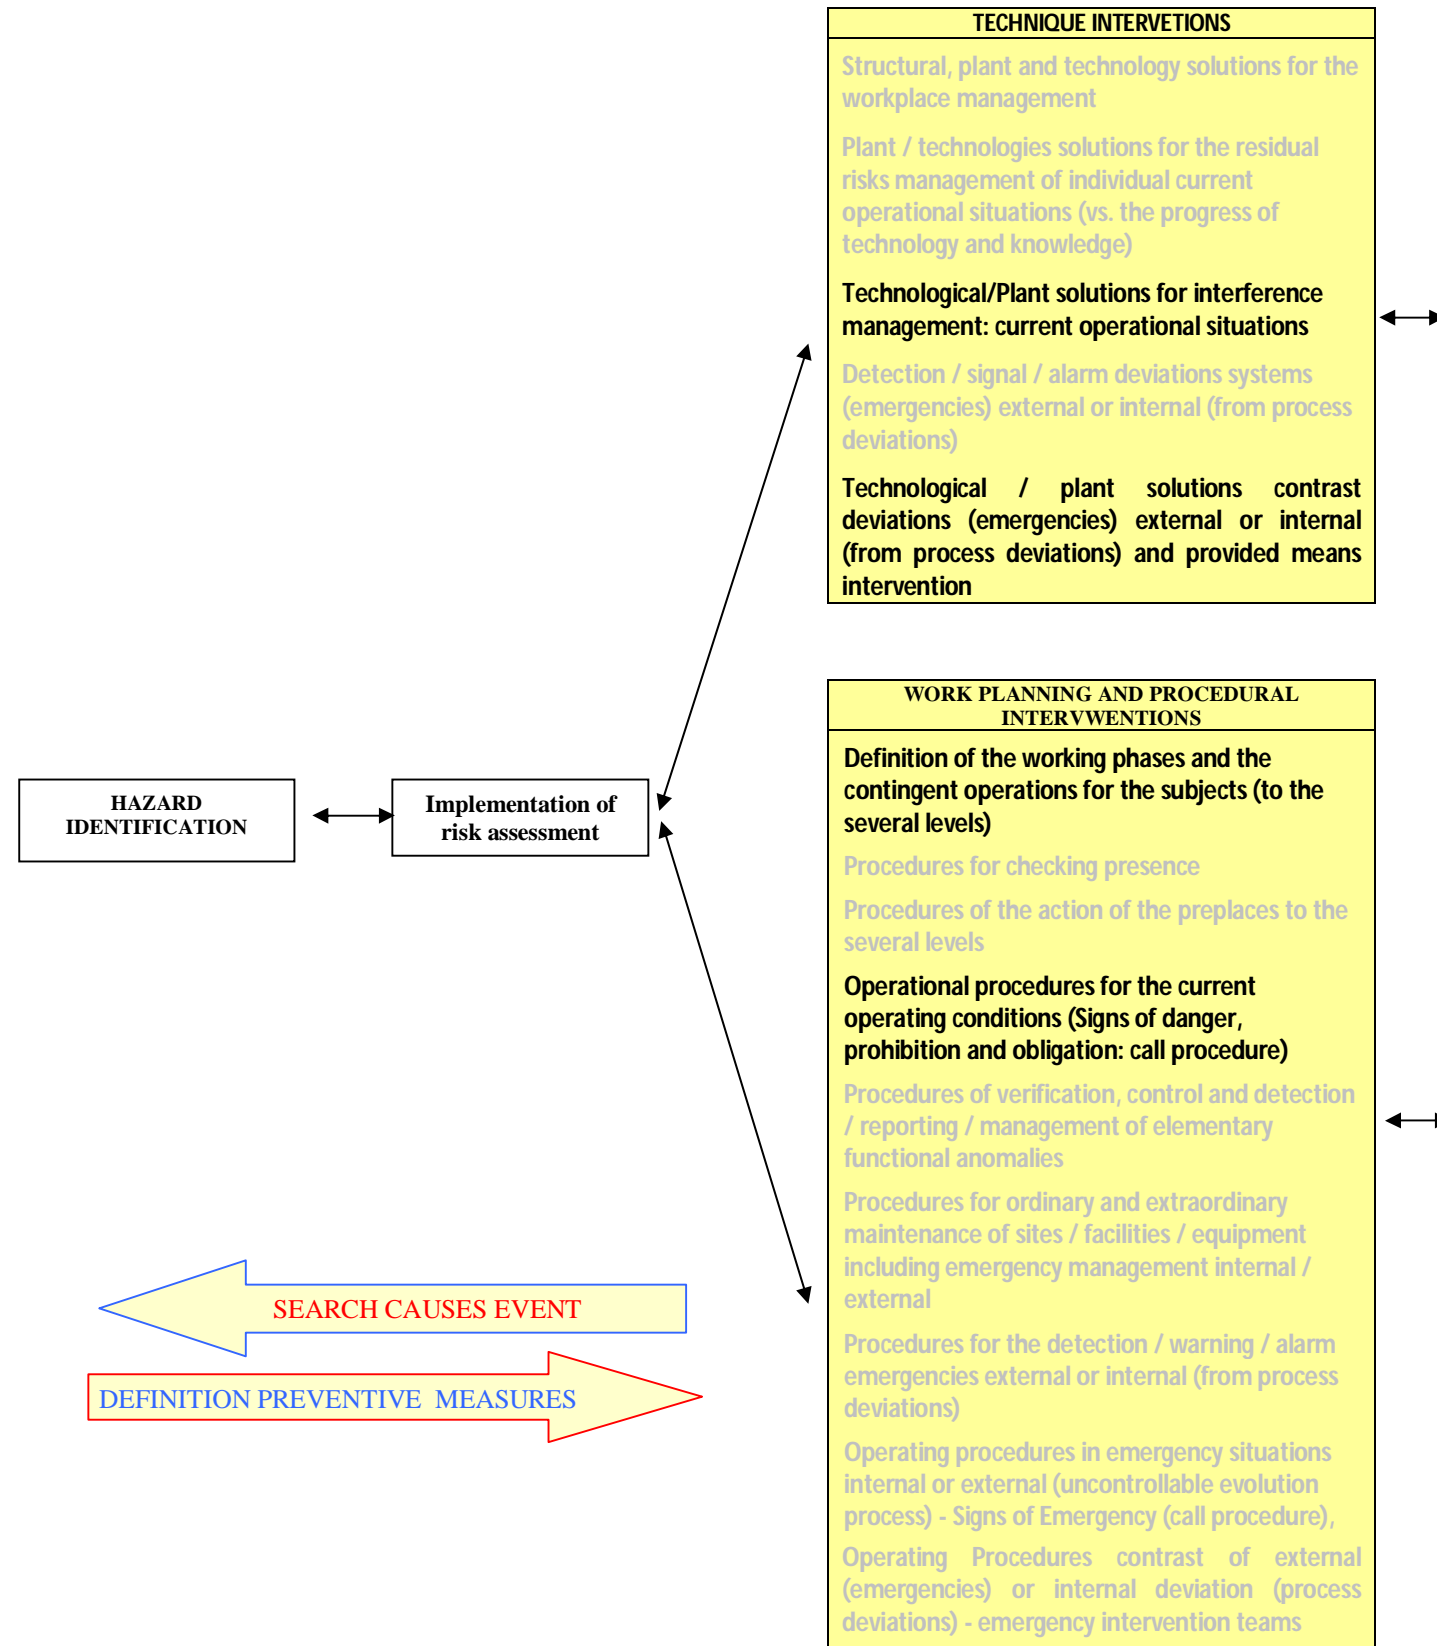 TECHNIQUE INTERVETIONS
Structural, plant and technology solutions for the
workplace management
Plant / technologies solutions for the residual
risks management of individual current
operational situations (vs. the progress of
technology and knowledge)
Technological/Plant solutions for interference
management: current operational situations
Detection / signal / alarm deviations systems
(emergencies) external or internal (from process
deviations)
Technological / plant solutions contrast
deviations (emergencies) external or internal
(from process deviations) and provided means
intervention
HAZARD
IDENTIFICATION
Implementation of
risk assessment
WORK PLANNING AND PROCEDURAL
INTERVWENTIONS
Definition of the working phases and the
contingent operations for the subjects (to the
several levels)
Procedures for checking presence
Procedures of the action of the preplaces to the
several levels
Operational procedures for the current
operating conditions (Signs of danger,
prohibition and obligation: call procedure)
Procedures of verification, control and detection
/ reporting / management of elementary
functional anomalies
Procedures for ordinary and extraordinary
maintenance of sites / facilities / equipment
including emergency management internal /
external
Procedures for the detection / warning / alarm
emergencies external or internal (from process
deviations)
Operating procedures in emergency situations
internal or external (uncontrollable evolution
process) - Signs of Emergency (call procedure),
Operating Procedures contrast of external
(emergencies) or internal deviation (process
deviations) - emergency intervention teams
SEARCH CAUSES EVENT
DEFINITION PREVENTIVE MEASURES